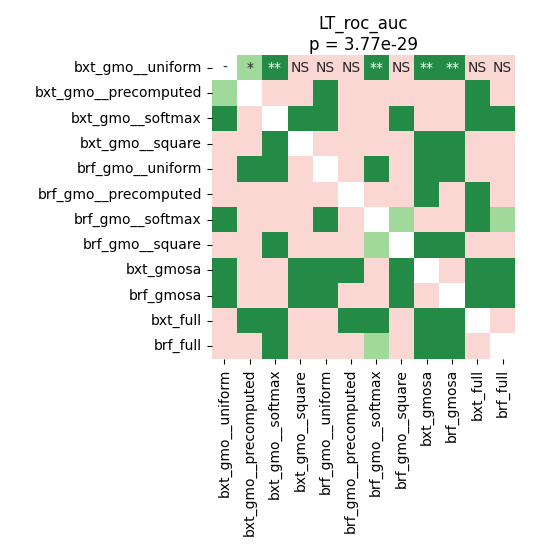 LT_roc_auc
p = 3.77e-29
bxt_gmo__uniform - * ** NS NS NS ** NS ** ** NS NS
bxt_gmo__precomputed
bxt_gmo__softmax
bxt_gmo__square
brf_gmo__uniform
brf_gmo__precomputed
brf_gmo__softmax
brf_gmo__square
bxt_gmosa
brf_gmosa
bxt_full
brf_full
bxt_gmo__uniform
bxt_gmo__precomputed
bxt_gmo__softmax
bxt_gmo__square
brf_gmo__uniform
brf_gmo__precomputed
brf_gmo__softmax
brf_gmo__square
bxt_gmosa
brf_gmosa
bxt_full
brf_full